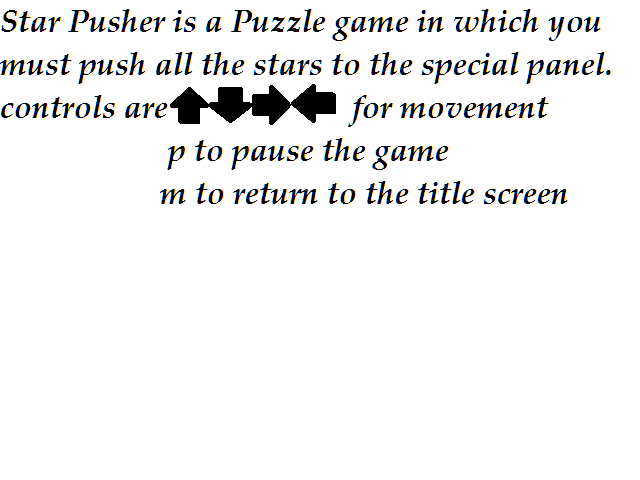 Star Pusher is a Puzzle game in which you
must push all the stars to the special panel.
controls are for movement
p to pause the game
m to return to the title screen